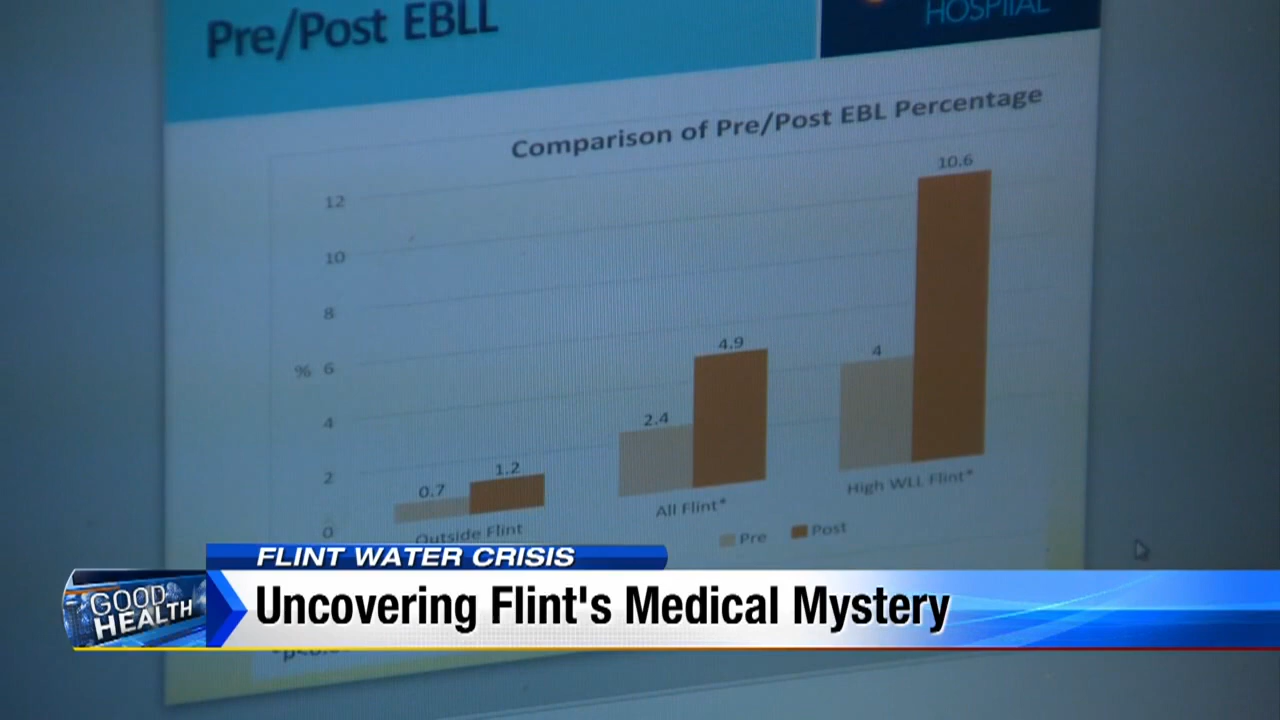 Pre/Post EBLL
HOSPITAL
Comparison of Pre/Post EBL Percentage
12
10
8
% 6
4
2
0
0.7
1.2
2.4
4.9
4
10.6
Outside Flint
All Flint*
High WLL Flint*
Pre
Post
FLINT WATER CRISIS
GOOD
HEALTH
Uncovering Flint's Medical Mystery